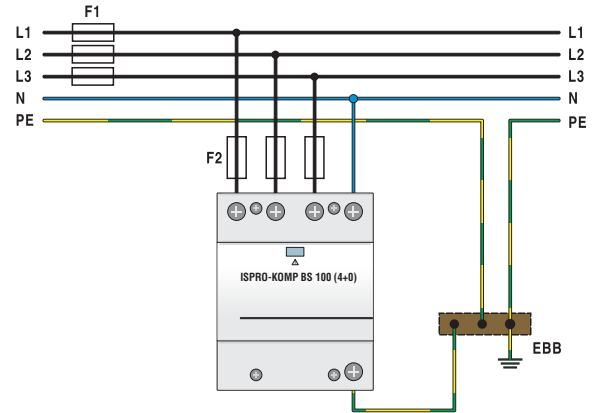 F1
L1 L1
L2 L2
L3 L3
N N
PE PE
F2
ISPRO-KOMP BS 100 (4+0)
EBB